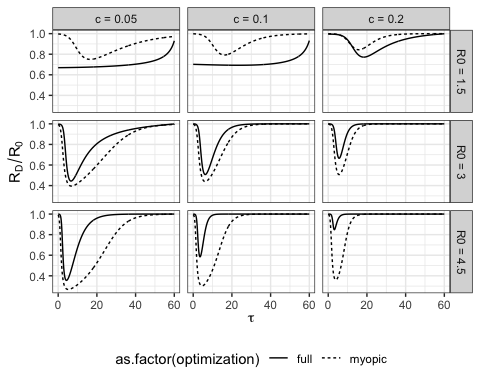 c = 0.05 c = 0.1 c = 0.2
1.0
0.8
0.6
0.4
R0 = 1.5
1.0
0.8
0.6
0.4
R0 = 3
1.0
0.8
0.6
0.4
R0 = 4.5
R_D/R_0
0 20 40 60 0 20 40 60 0 20 40 60
τ
as.factor(optimization) full myopic